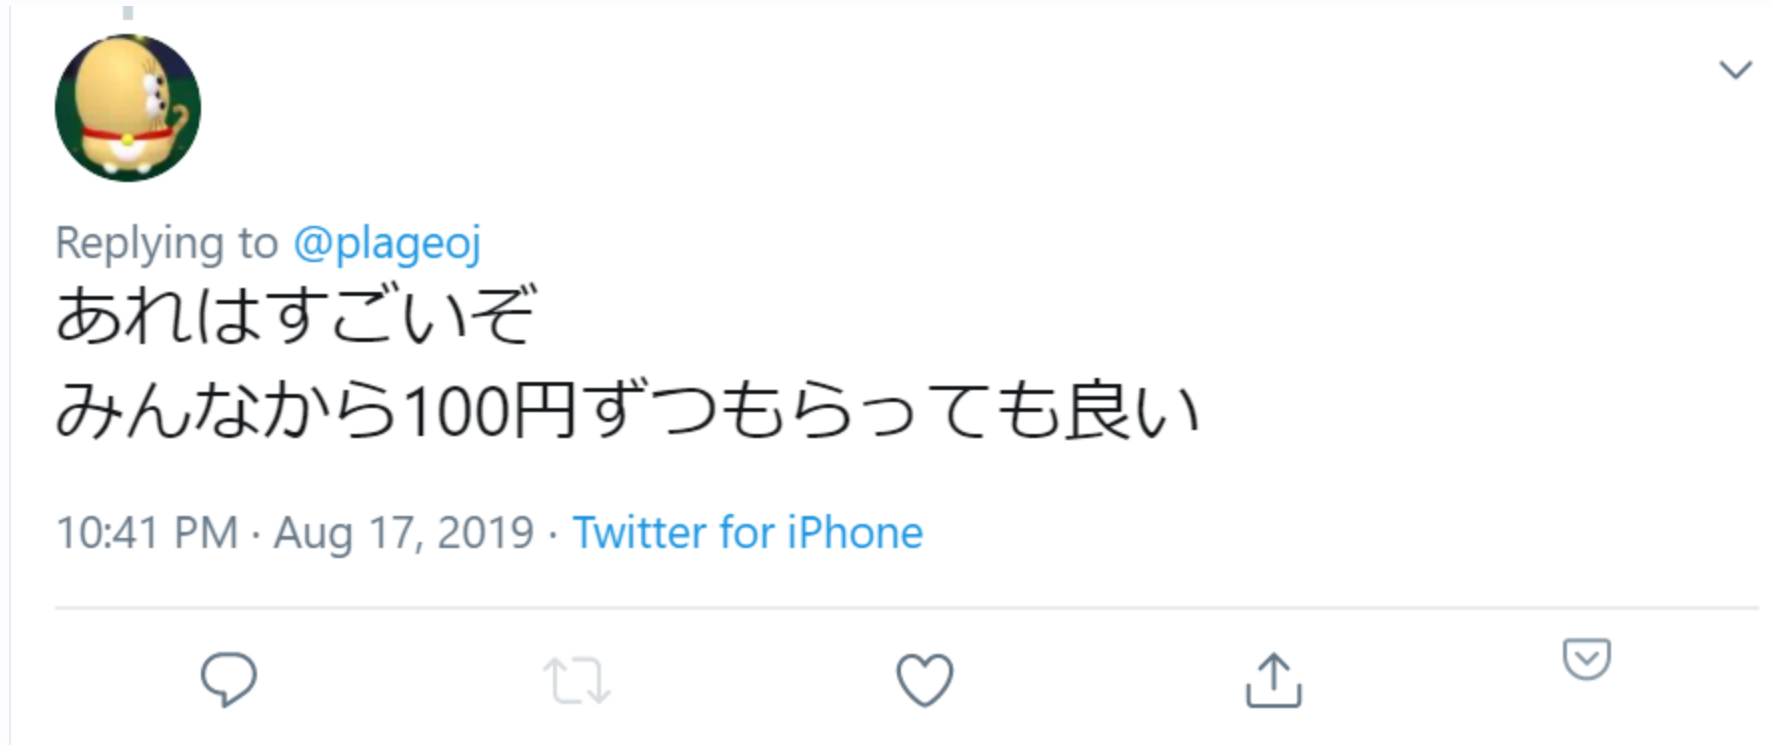 Replying to @plageoj
あれはすごいぞ
みんなから100円ずつもらっても良い
10:41 PM · Aug 17, 2019 · Twitter for iPhone